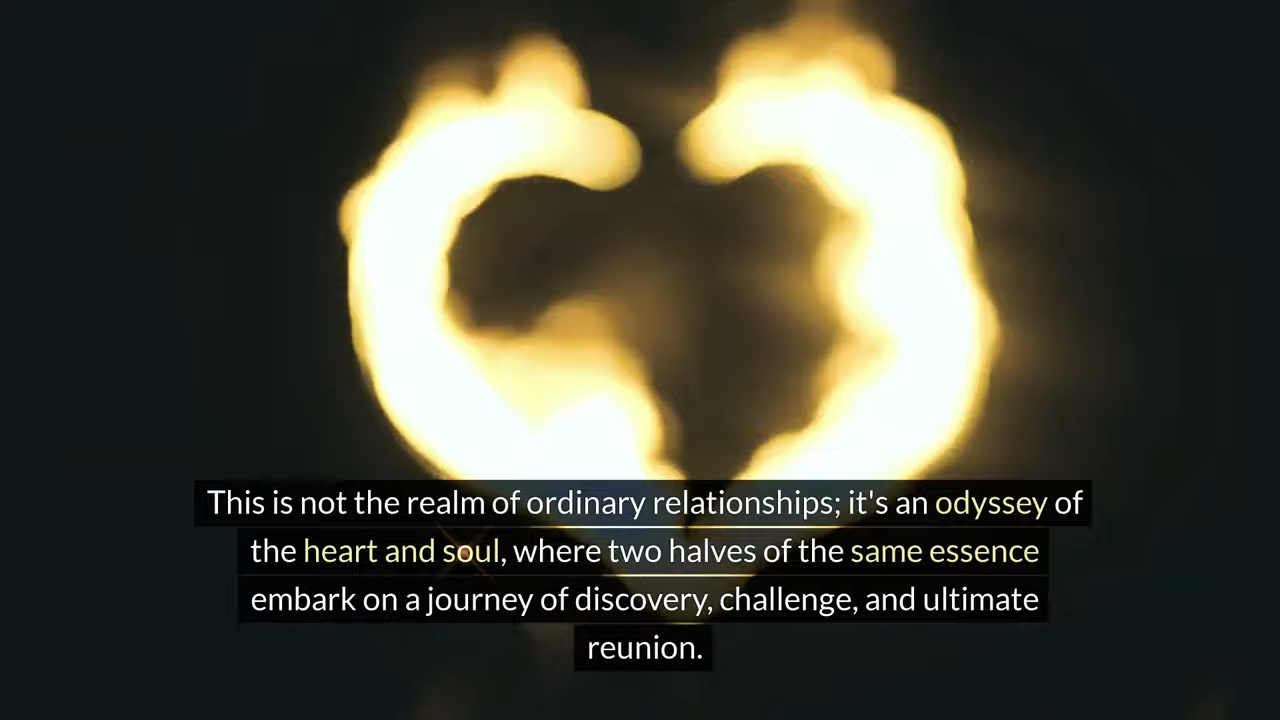 This is not the realm of ordinary relationships; it's an odyssey of
the heart and soul, where two halves of the same essence
embark on a journey of discovery, challenge, and ultimate
reunion.